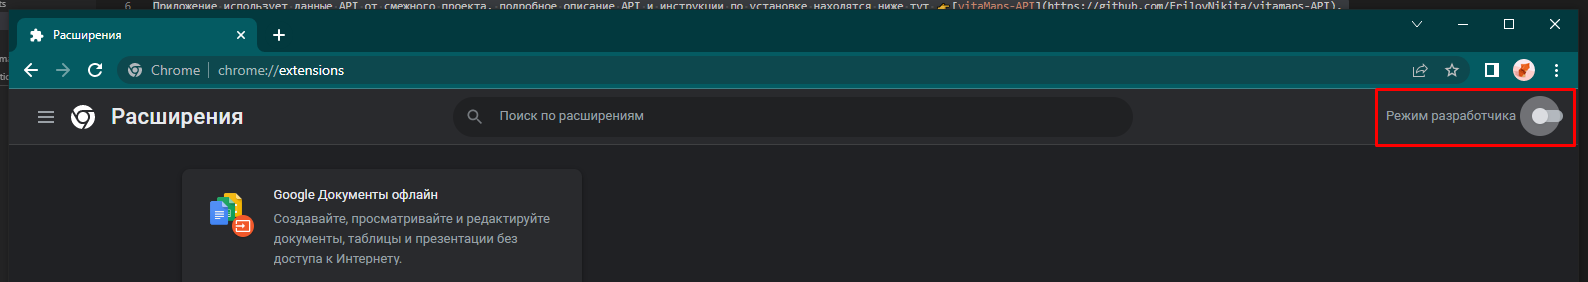 6 Приложение использует данные API от смежного проекта, подробное описание API и инструкции по установке находятся ниже тут 👉[vitaMaps-API](https://github.com/ErilovNikita/vitamaps-API).
Расширения
Chrome | chrome://extensions
Расширения
Поиск по расширениям
Режим разработчика
Google Документы офлайн
Создавайте, просматривайте и редактируйте
документы, таблицы и презентации без
доступа к Интернету.